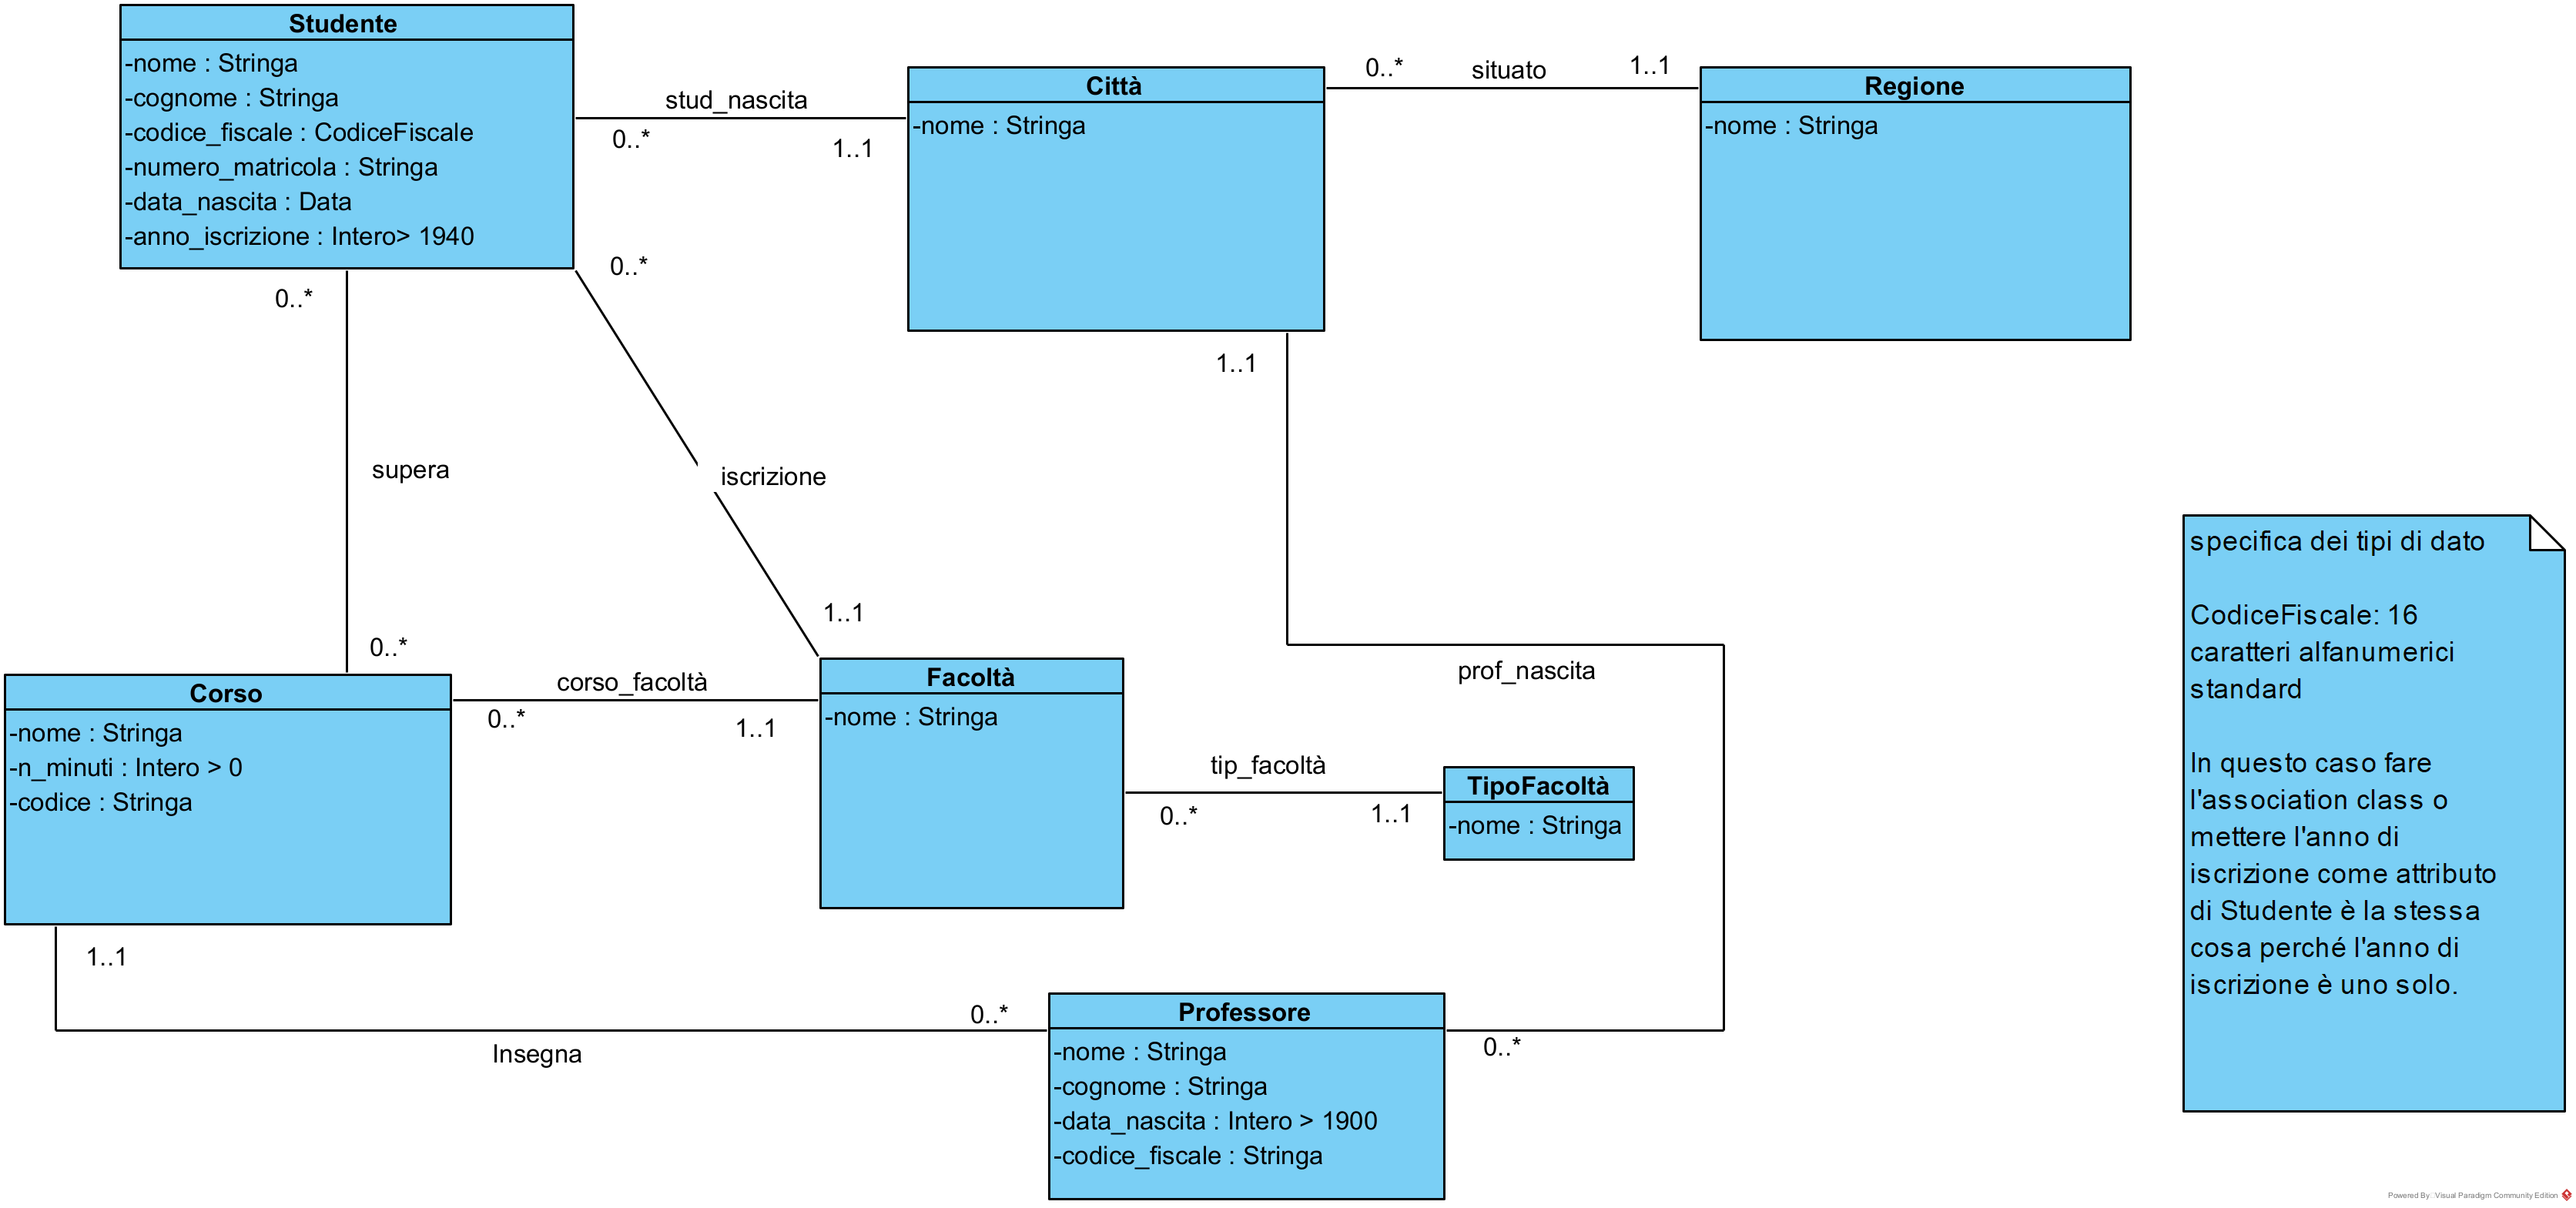 Studente
-nome : Stringa
-cognome : Stringa
-codice_fiscale : CodiceFiscale
-numero_matricola : Stringa
-data_nascita : Data
-anno_iscrizione : Intero> 1940
stud_nascita
0..*
1..1
Città
-nome : Stringa
0..*
situato
1..1
Regione
-nome : Stringa
0..*
0..*
1..1
supera
iscrizione
1..1
0..*
prof_nascita
Corso
-nome : Stringa
-n_minuti : Intero > 0
-codice : Stringa
corso_facoltà
0..*
1..1
Facoltà
-nome : Stringa
tip_facoltà
0..*
1..1
TipoFacoltà
-nome : Stringa
1..1
Insegna
0..*
Professore
-nome : Stringa
-cognome : Stringa
-data_nascita : Intero > 1900
-codice_fiscale : Stringa
0..*
specifica dei tipi di dato
CodiceFiscale: 16
caratteri alfanumerici
standard
In questo caso fare
l'association class o
mettere l'anno di
iscrizione come attributo
di Studente è la stessa
cosa perché l'anno di
iscrizione è uno solo.
Powered By Visual Paradigm Community Edition